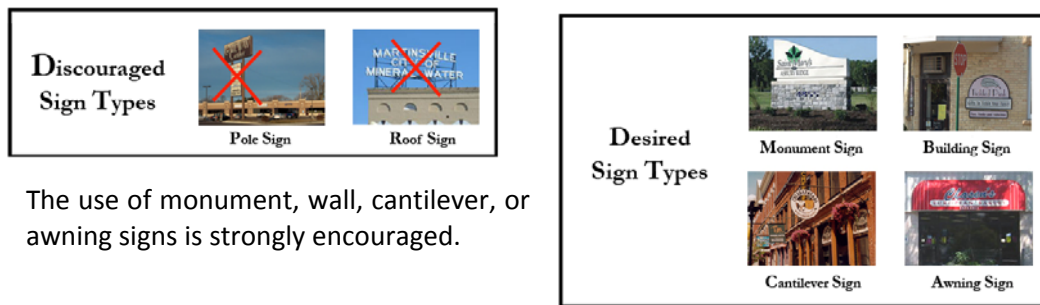 Discouraged
Sign Types
MARTINSVILLE
CITY OF
MINERAL WATER
Pole Sign
Roof Sign
The use of monument, wall, cantilever, or
awning signs is strongly encouraged.
Desired
Sign Types
STOP
Monument Sign
Building Sign
Cantilever Sign
Awning Sign